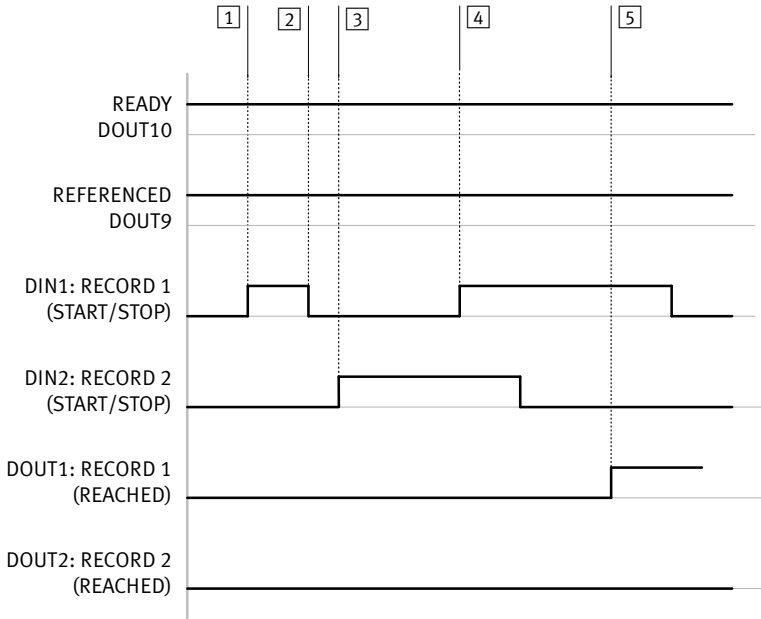 1 2 3 4 5
READY
DOUT10
REFERENCED
DOUT9
DIN1: RECORD 1
(START/STOP)
DIN2: RECORD 2
(START/STOP)
DOUT1: RECORD 1
(REACHED)
DOUT2: RECORD 2
(REACHED)